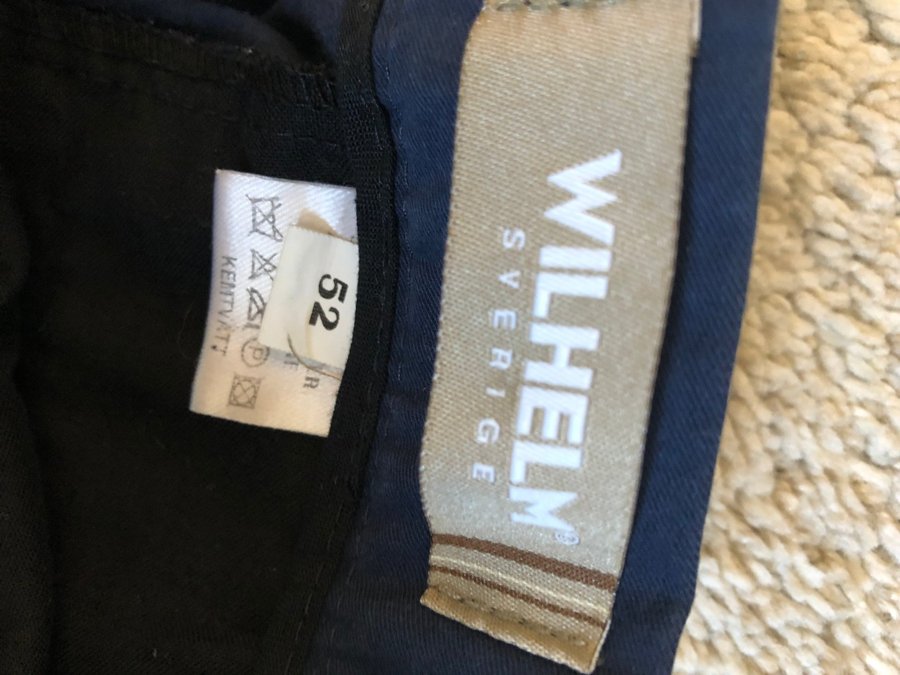 WILHELM®
SVERIGE
52
KEMTVÄTT
P